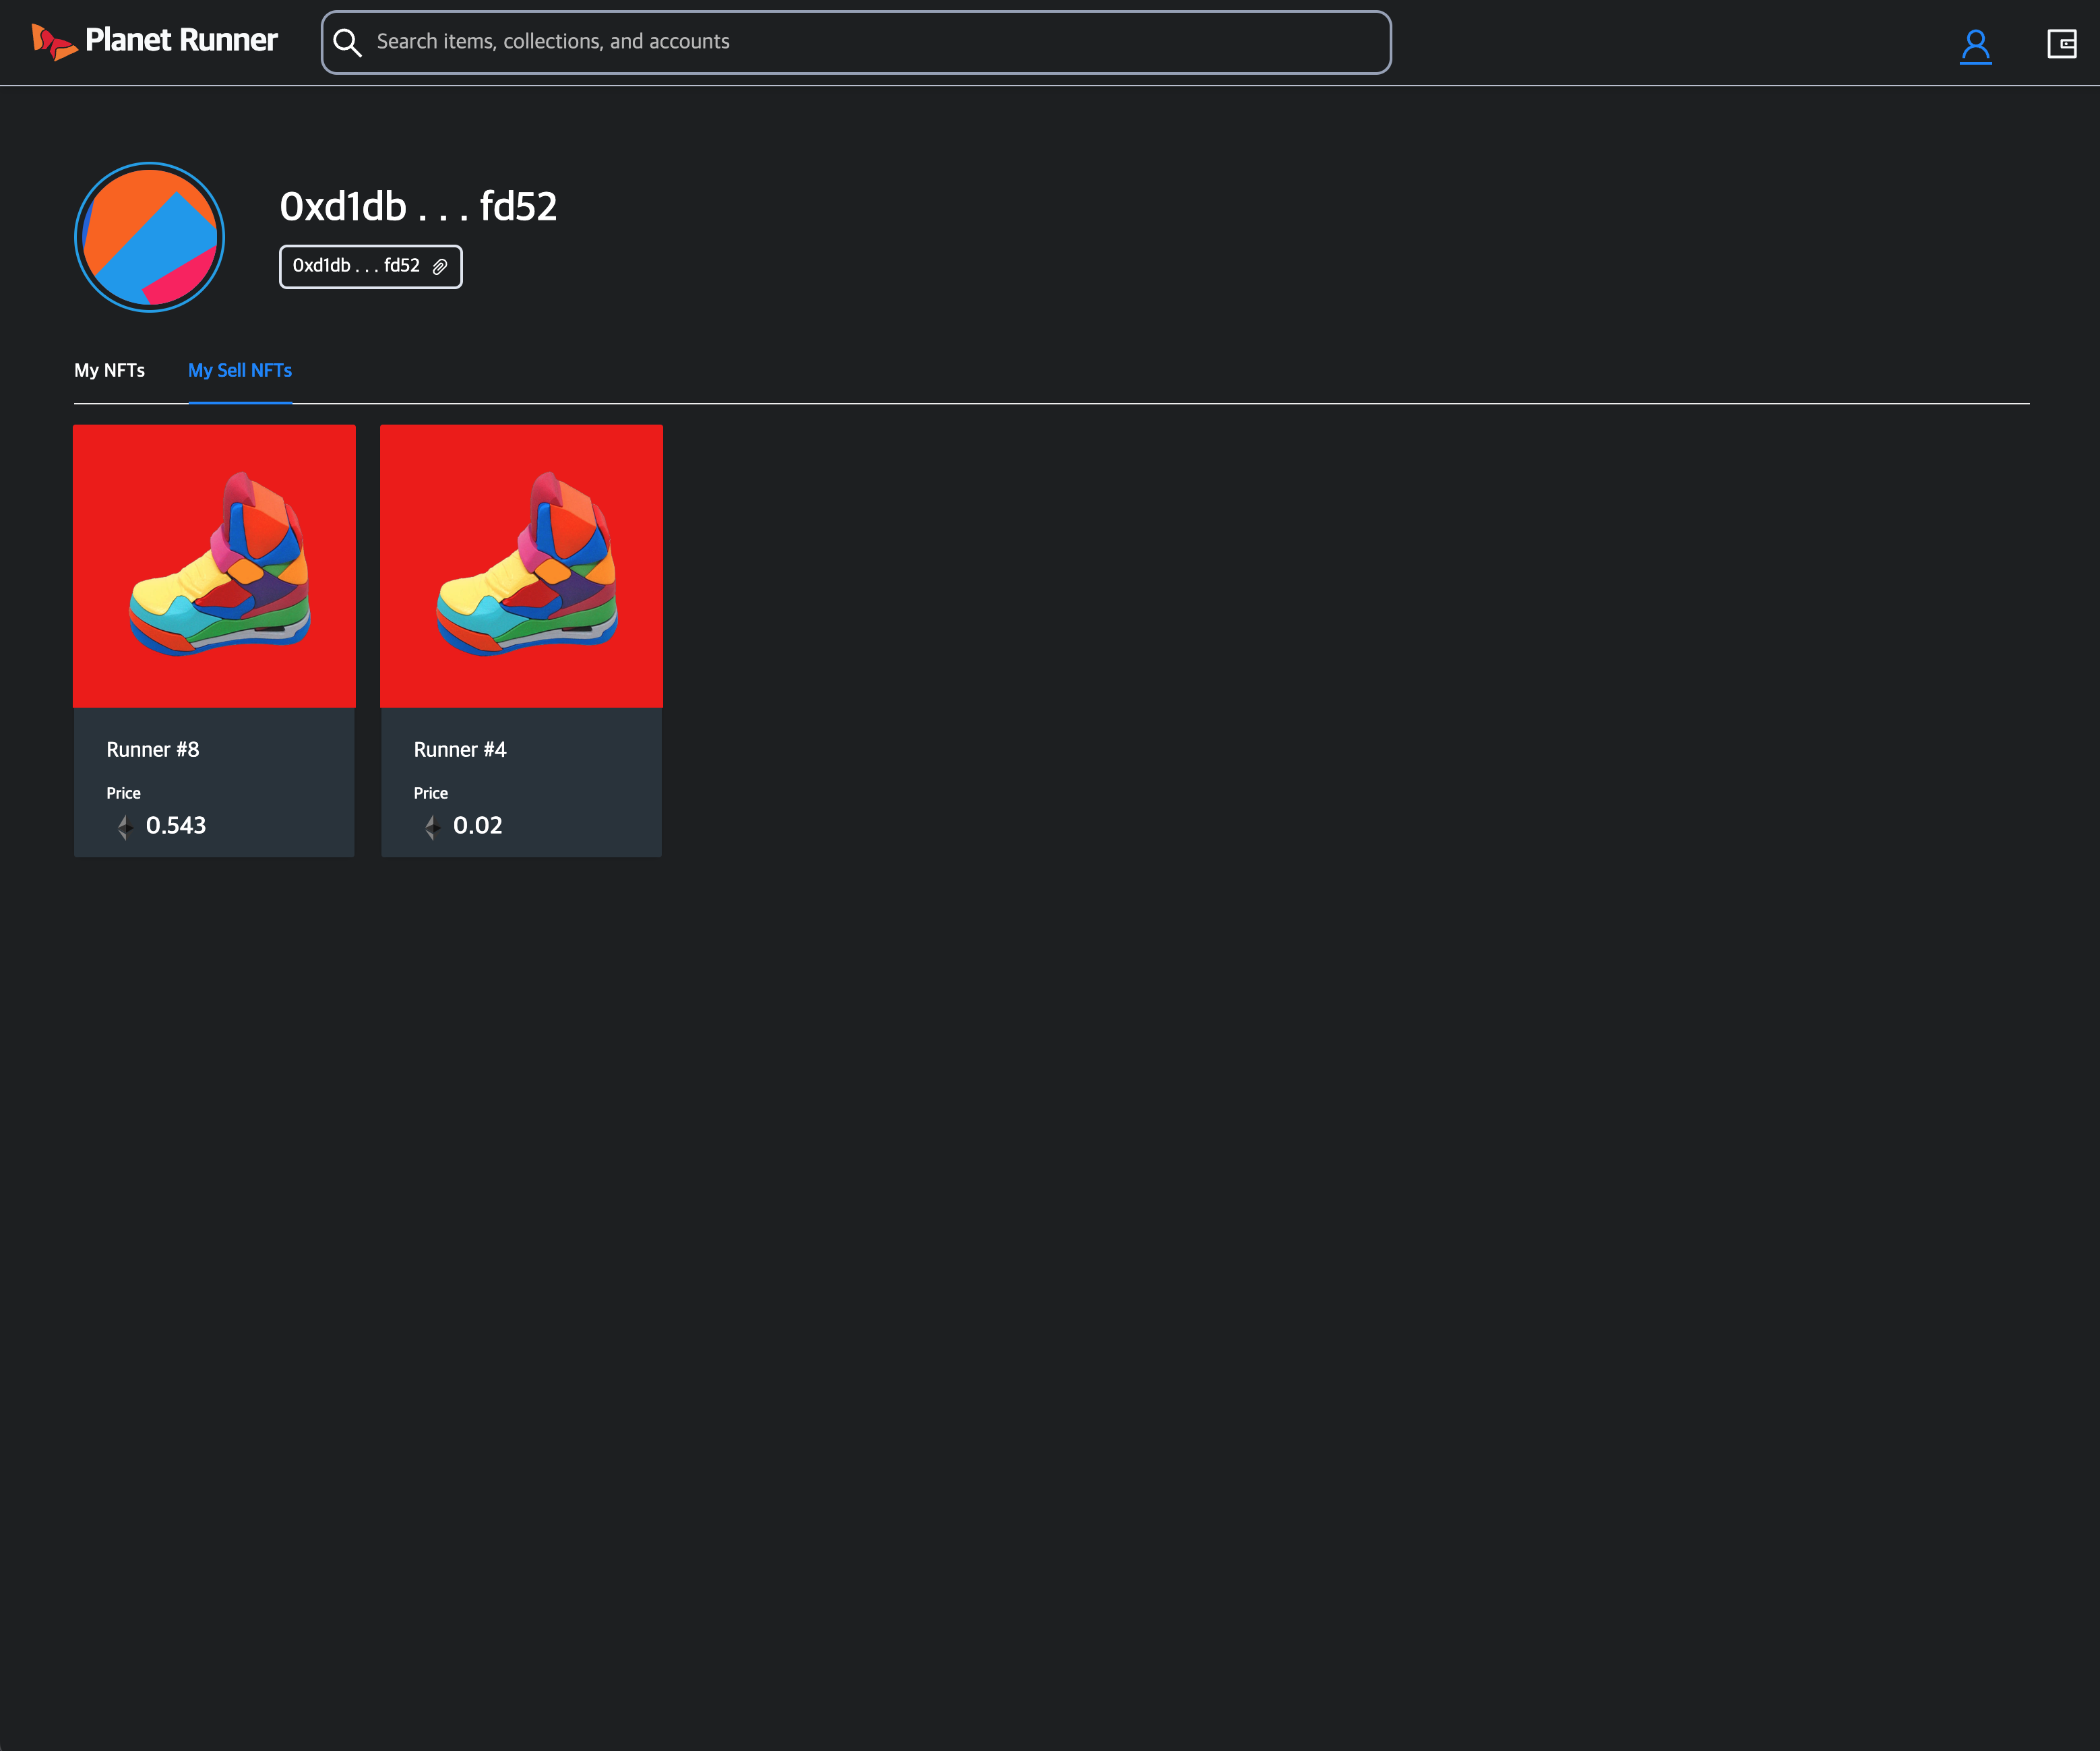 Planet Runner
Search items, collections, and accounts
0xd1db . . . fd52
0xd1db . . . fd52
My NFTs
My Sell NFTs
Runner #8
Price
0.543
Runner #4
Price
0.02